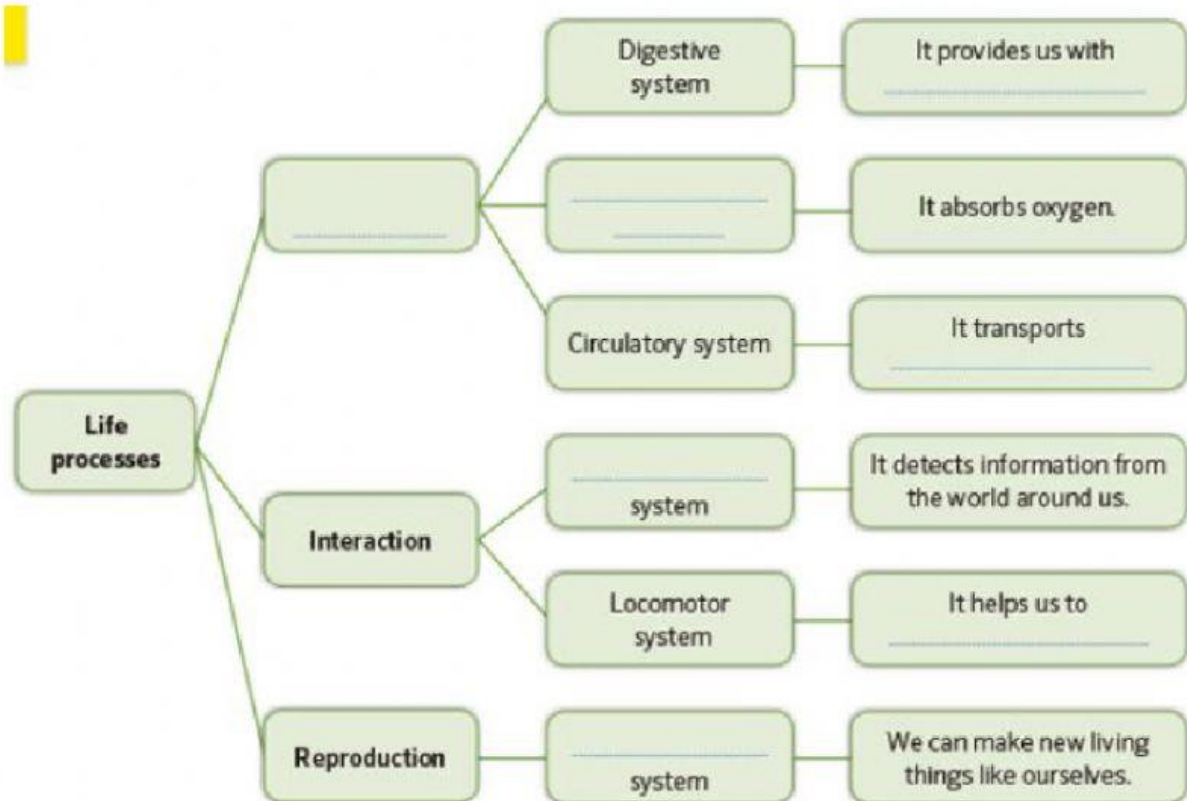 Digestive
system
It provides us with
It absorbs oxygen.
Circulatory system
It transports
Life
processes
Interaction
system
It detects information from
the world around us.
Locomotor
system
It helps us to
Reproduction
system
We can make new living
things like ourselves.